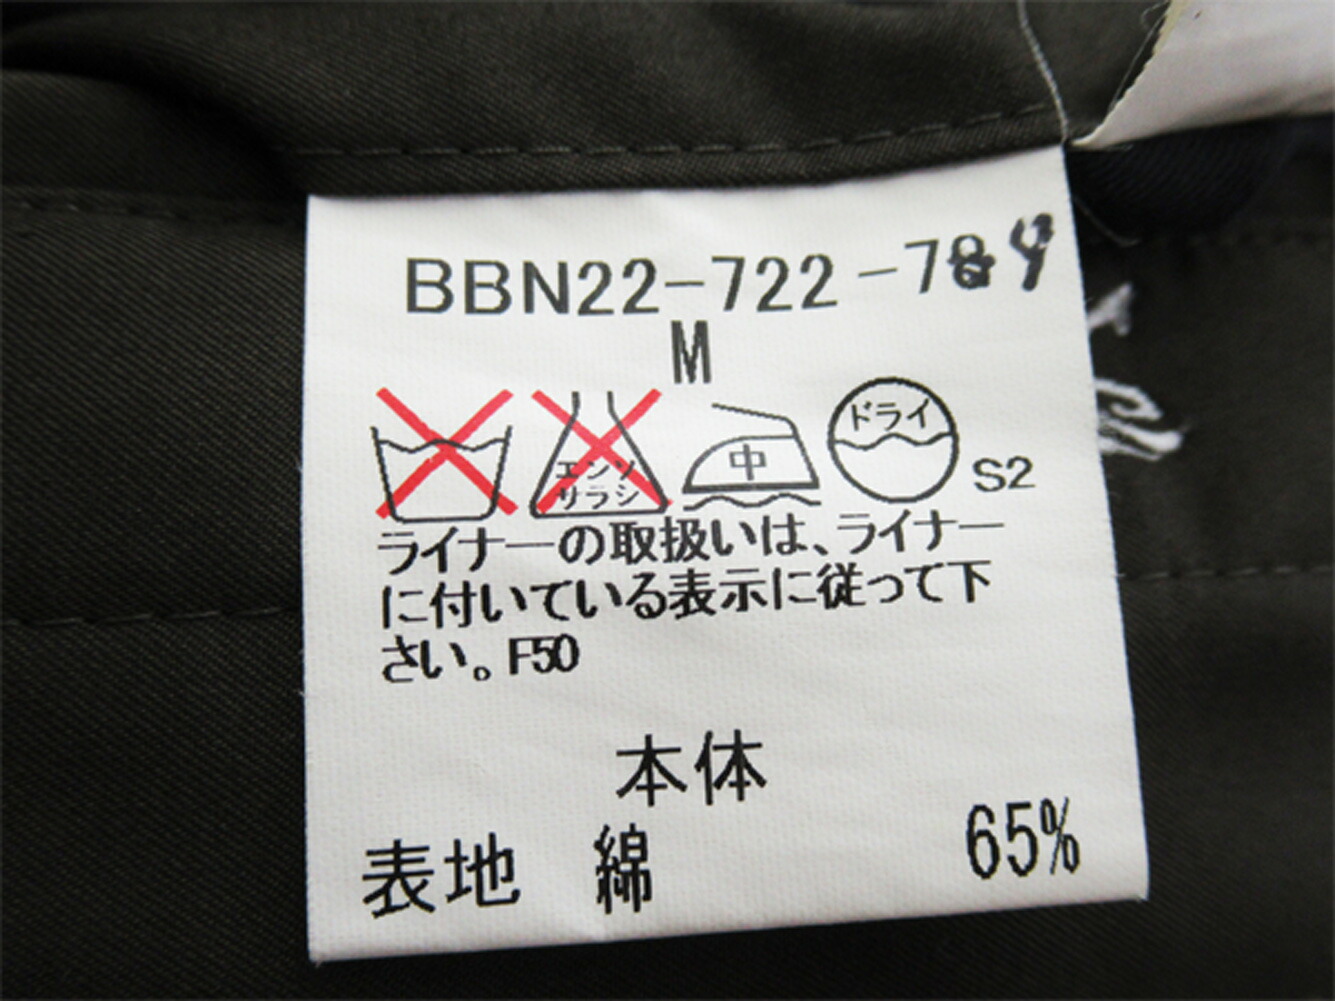 BBN22-722-7
M
エンソ
サラシ
中
ドライ
S2
ライナーの取扱いは、ライナー
に付いている表示に従って下
さい。F50
本体
表地 綿 65%